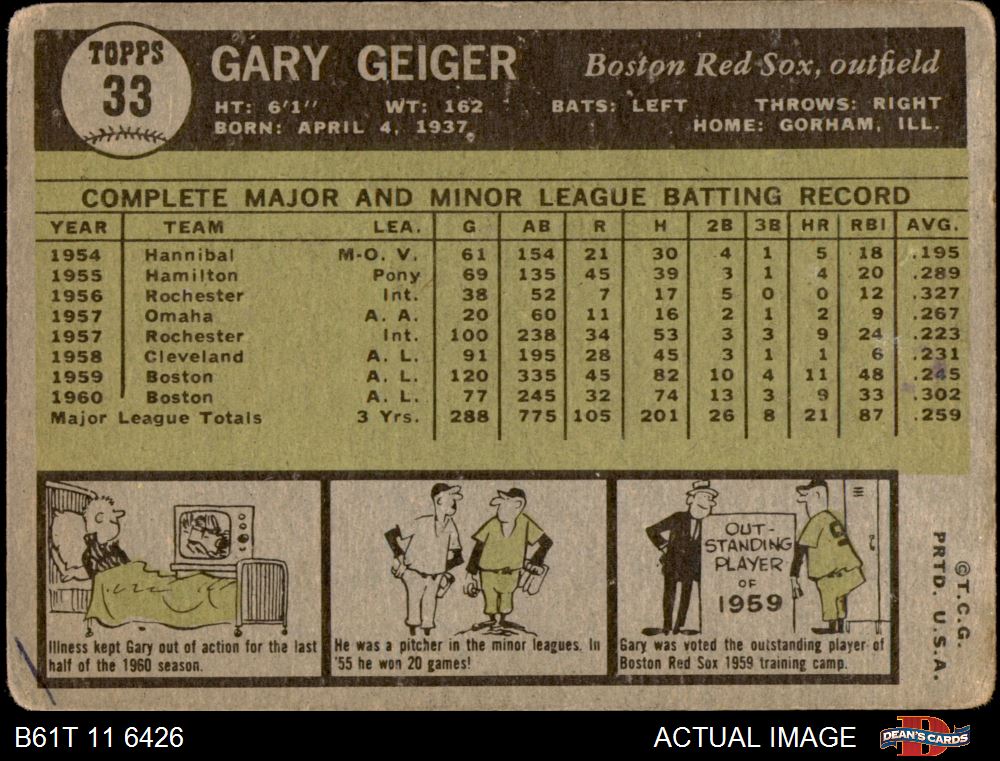 TOPPS
33
GARY GEIGER
Boston Red Sox, outfield
HT: 6'1" WT: 162 BATS: LEFT THROWS: RIGHT
BORN: APRIL 4, 1937 HOME: GORHAM, ILL.
COMPLETE MAJOR AND MINOR LEAGUE BATTING RECORD
YEAR TEAM LEA. G AB R H 2B 3B HR RBI AVG.
1954 Hannibal M-O. V. 61 154 21 30 4 1 5 18 .195
1955 Hamilton Pony 69 135 45 39 3 1 4 20 .289
1956 Rochester Int. 38 52 7 17 5 0 0 12 .327
1957 Omaha A. A. 20 60 11 16 2 1 2 9 .267
1957 Rochester Int. 100 238 34 53 3 3 9 24 .223
1958 Cleveland A. L. 91 195 28 45 3 1 1 6 .231
1959 Boston A. L. 120 335 45 82 10 4 11 48 .245
1960 Boston A. L. 77 245 32 74 13 3 9 33 .302
Major League Totals 3 Yrs. 288 775 105 201 26 8 21 87 .259
Illness kept Gary out of action for the last
half of the 1960 season.
He was a pitcher in the minor leagues. In
'55 he won 20 games!
OUT-
STANDING
PLAYER
OF
1959
Gary was voted the outstanding player of
Boston Red Sox 1959 training camp.
©T.C.G.
PRTD. U.S.A.
B61T 11 6426
ACTUAL IMAGE
DEAN'S CARDS